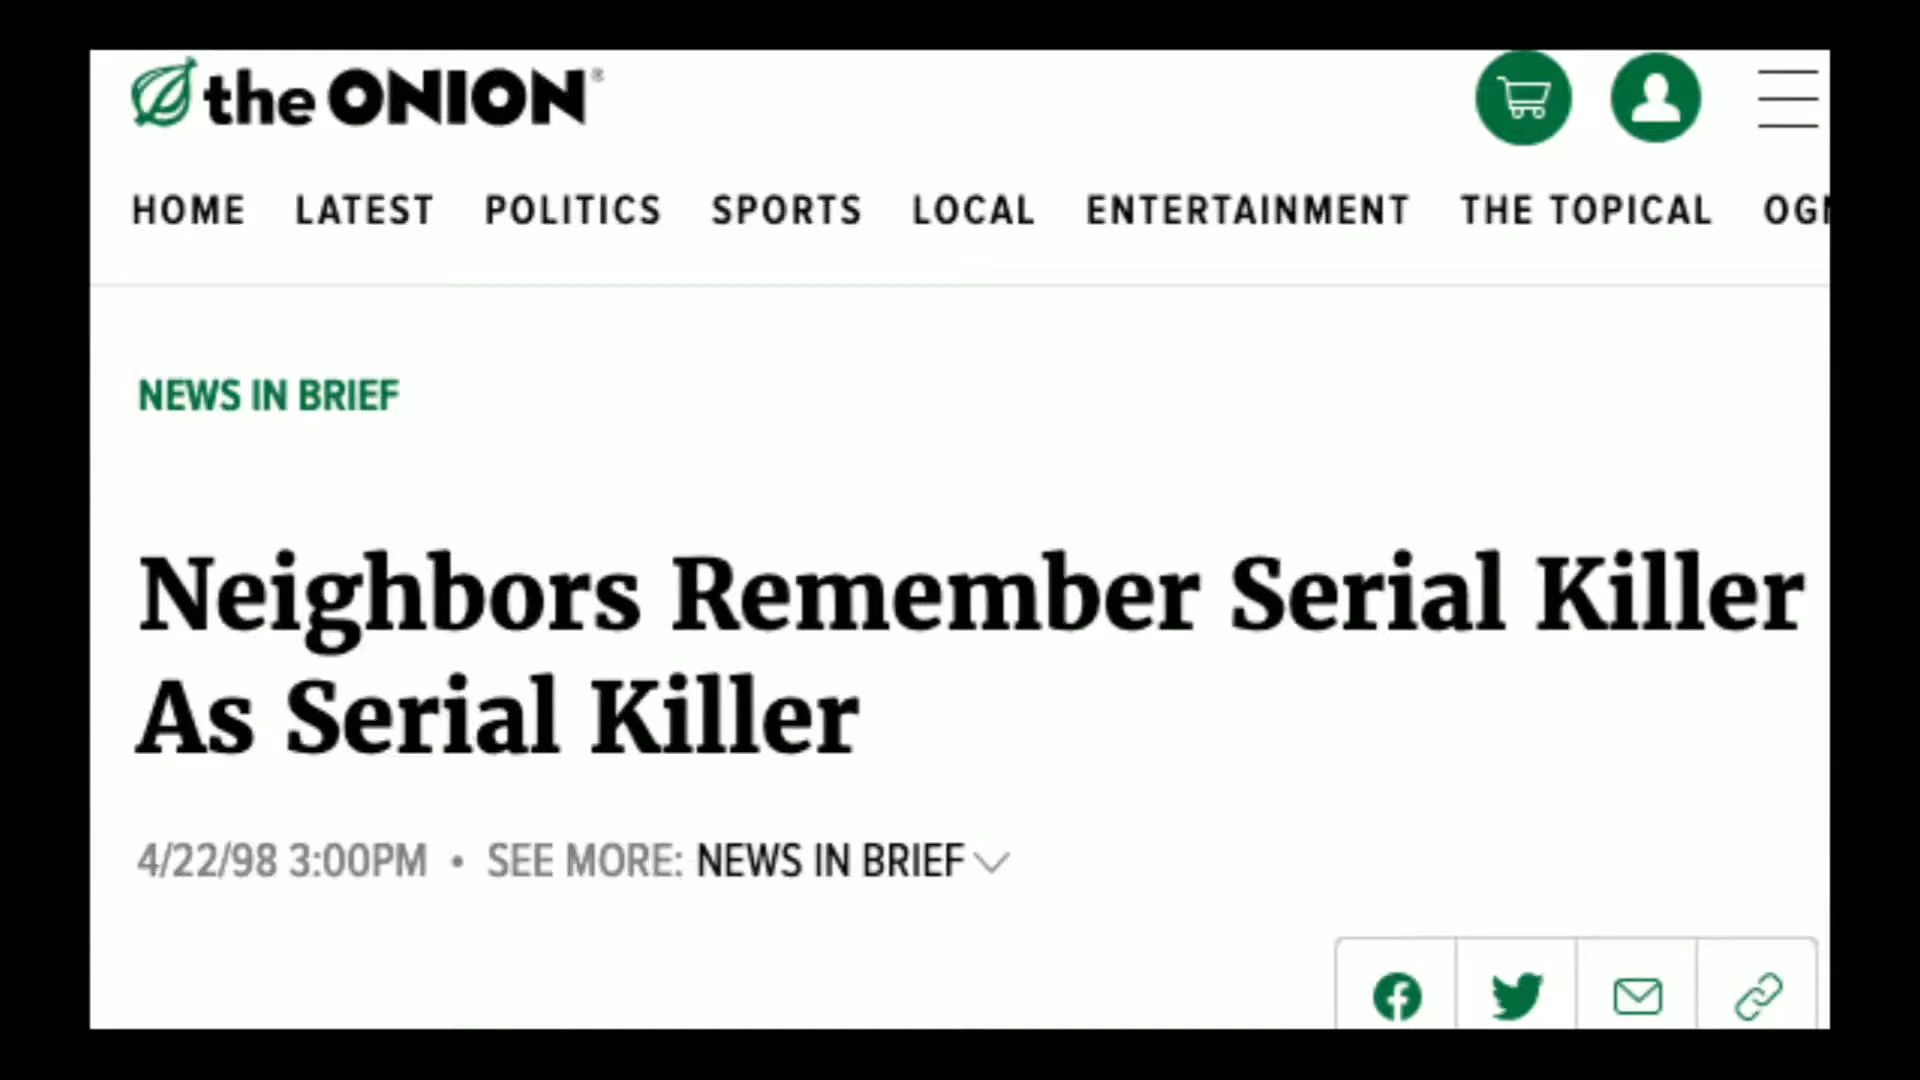 the ONION®
HOME LATEST POLITICS SPORTS LOCAL ENTERTAINMENT THE TOPICAL
NEWS IN BRIEF
Neighbors Remember Serial Killer
As Serial Killer
4/22/98 3:00PM • SEE MORE: NEWS IN BRIEF